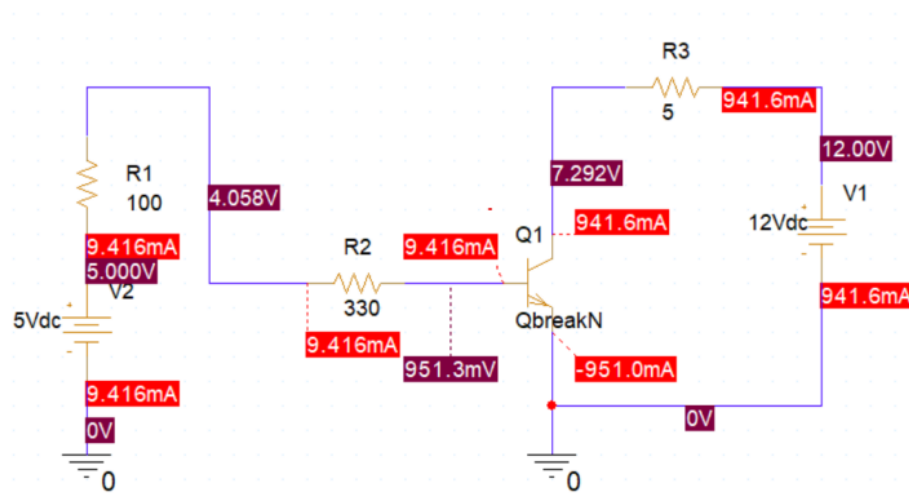 R3
5
941.6mA
12.00V
7.292V
V1
R1
100
4.058V
12Vdc
941.6mA
Q1
R2
9.416mA
9.416mA
5.000V
V2
330
QbreakN
941.6mA
5Vdc
9.416mA
951.3mV
-951.0mA
9.416mA
0V
0V
0
0